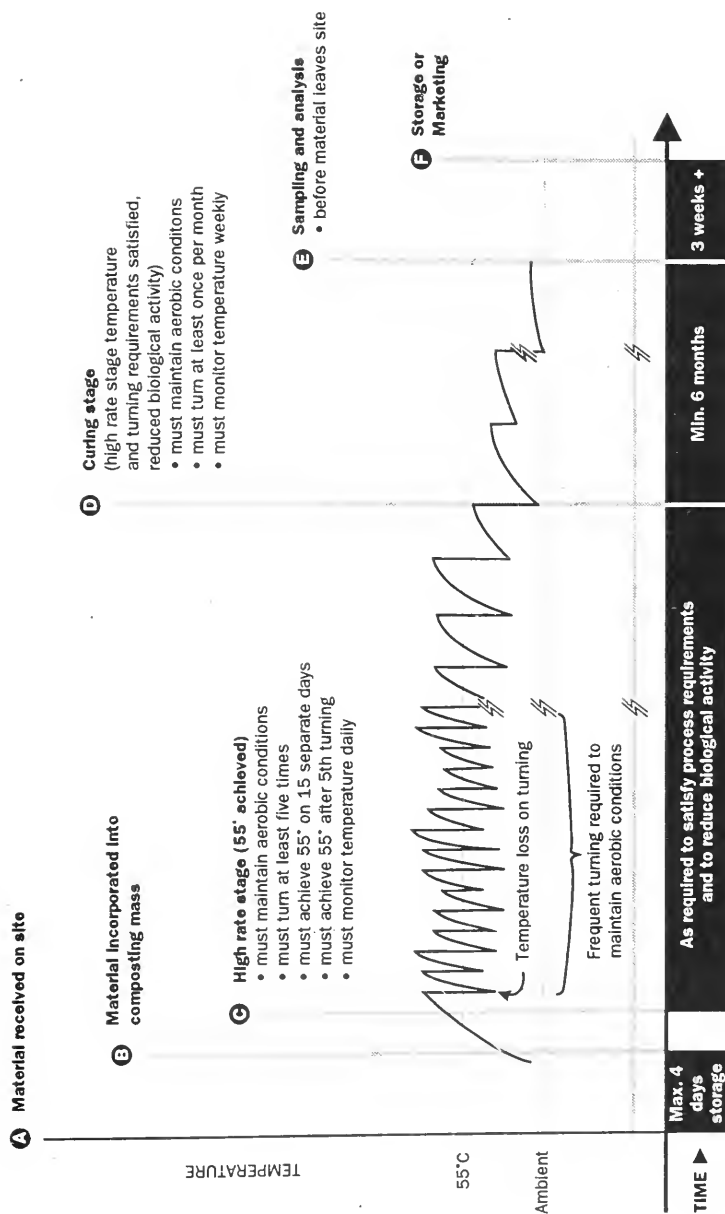 A Material received on site
B Material incorporated into
composting mass
C High rate stage (55° achieved)
• must maintain aerobic conditions
• must turn at least five times
• must achieve 55° on 15 separate days
• must achieve 55° after 5th turning
• must monitor temperature daily
D Curing stage
(high rate stage temperature
and turning requirements satisfied,
reduced biological activity)
• must maintain aerobic conditons
• must turn at least once per month
• must monitor temperature weekly
E Sampling and analysis
• before material leaves site
F Storage or
Marketing
TEMPERATURE
55°C
Ambient
Temperature loss on turning
Frequent turning required to
maintain aerobic conditions
TIME ▶
Max. 4
days
storage
As required to satisfy process requirements
and to reduce biological activity
Min. 6 months
3 weeks +